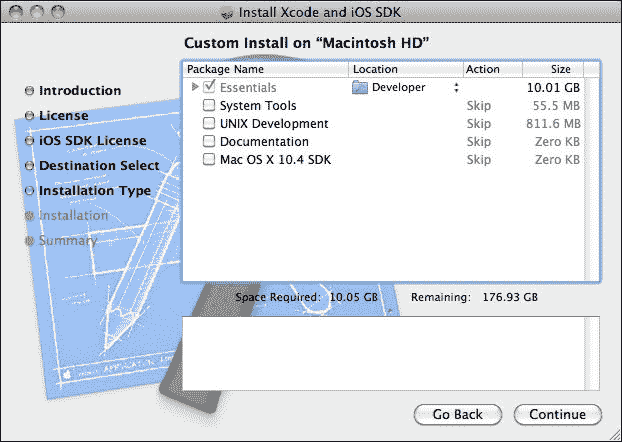 Install Xcode and iOS SDK
Custom Install on “Macintosh HD”
Package Name Location Action Size
Essentials Developer 10.01 GB
System Tools Skip 55.5 MB
UNIX Development Skip 811.6 MB
Documentation Skip Zero KB
Mac OS X 10.4 SDK Skip Zero KB
Introduction
License
iOS SDK License
Destination Select
Installation Type
Installation
Summary
Space Required: 10.05 GB Remaining: 176.93 GB
APPLICATION
Go Back Continue